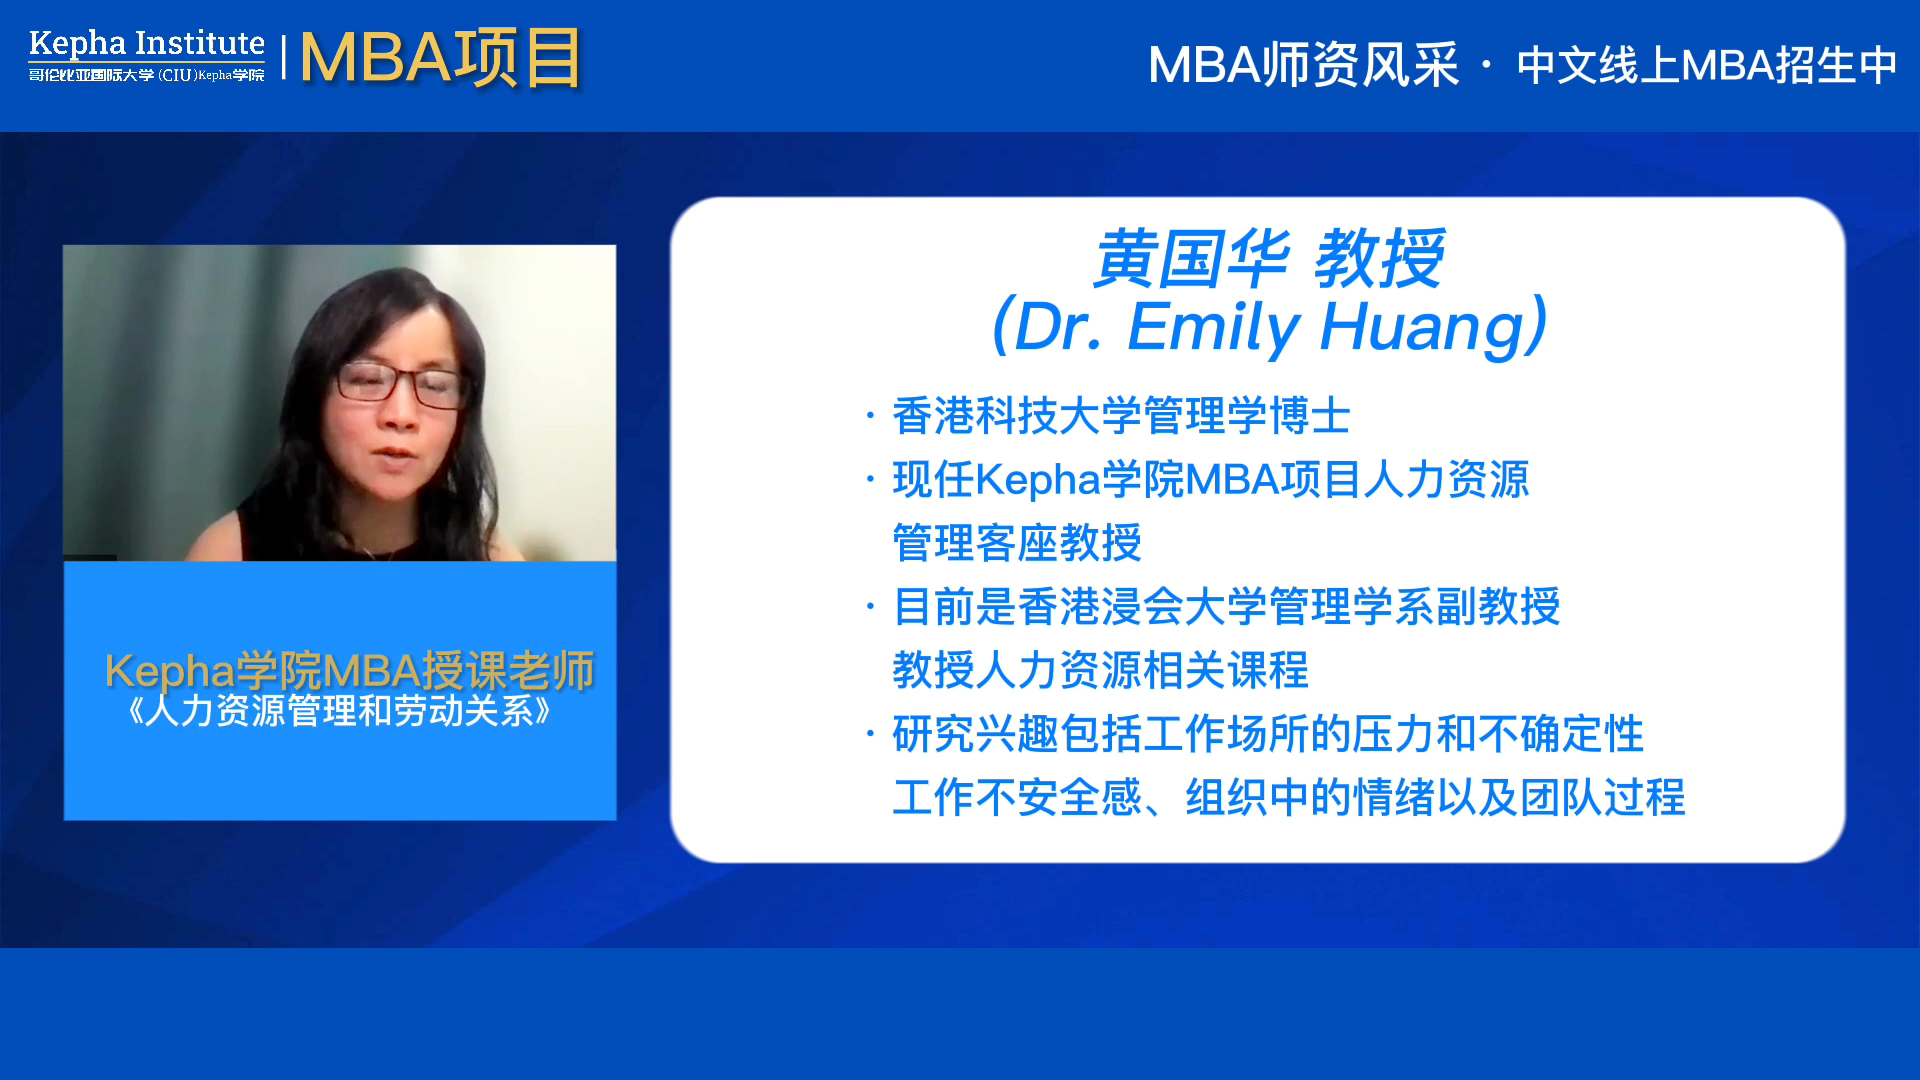 Kepha Institute
哥伦比亚国际大学(CIU)Kepha学院
MBA项目
MBA师资风采 · 中文线上MBA招生中
黄国华 教授
(Dr. Emily Huang)
· 香港科技大学管理学博士
· 现任Kepha学院MBA项目人力资源
管理客座教授
· 目前是香港浸会大学管理学系副教授
教授人力资源相关课程
· 研究兴趣包括工作场所的压力和不确定性
工作不安全感、组织中的情绪以及团队过程
Kepha学院MBA授课老师
《人力资源管理和劳动关系》